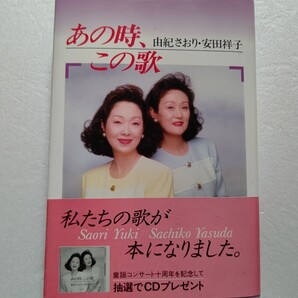 あの時、
この歌
由紀さおり・安田祥子
私たちの歌が
Saori Yuki Sachiko Yasuda
本になりました。
童謡コンサート十周年を記念して
抽選でCDプレゼント